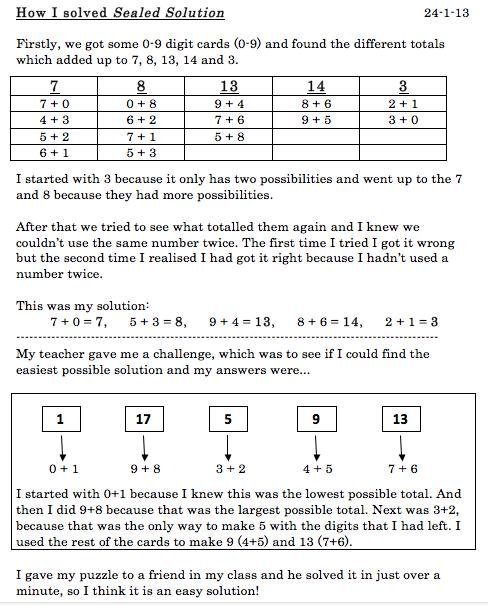 How I solved Sealed Solution 24-1-13
Firstly, we got some 0-9 digit cards (0-9) and found the different totals
which added up to 7, 8, 13, 14 and 3.
7 8 13 14 3
7 + 0 0 + 8 9 + 4 8 + 6 2 + 1
4 + 3 6 + 2 7 + 6 9 + 5 3 + 0
5 + 2 7 + 1 5 + 8
6 + 1 5 + 3
I started with 3 because it only has two possibilities and went up to the 7
and 8 because they had more possibilities.
After that we tried to see what totalled them again and I knew we
couldn't use the same number twice. The first time I tried I got it wrong
but the second time I realised I had got it right because I hadn't used a
number twice.
This was my solution:
7 + 0 = 7, 5 + 3 = 8, 9 + 4 = 13, 8 + 6 = 14, 2 + 1 = 3
My teacher gave me a challenge, which was to see if I could find the
easiest possible solution and my answers were...
1 17 5 9 13
0 + 1 9 + 8 3 + 2 4 + 5 7 + 6
I started with 0+1 because I knew this was the lowest possible total. And
then I did 9+8 because that was the largest possible total. Next was 3+2,
because that was the only way to make 5 with the digits that I had left. I
used the rest of the cards to make 9 (4+5) and 13 (7+6).
I gave my puzzle to a friend in my class and he solved it in just over a
minute, so I think it is an easy solution!